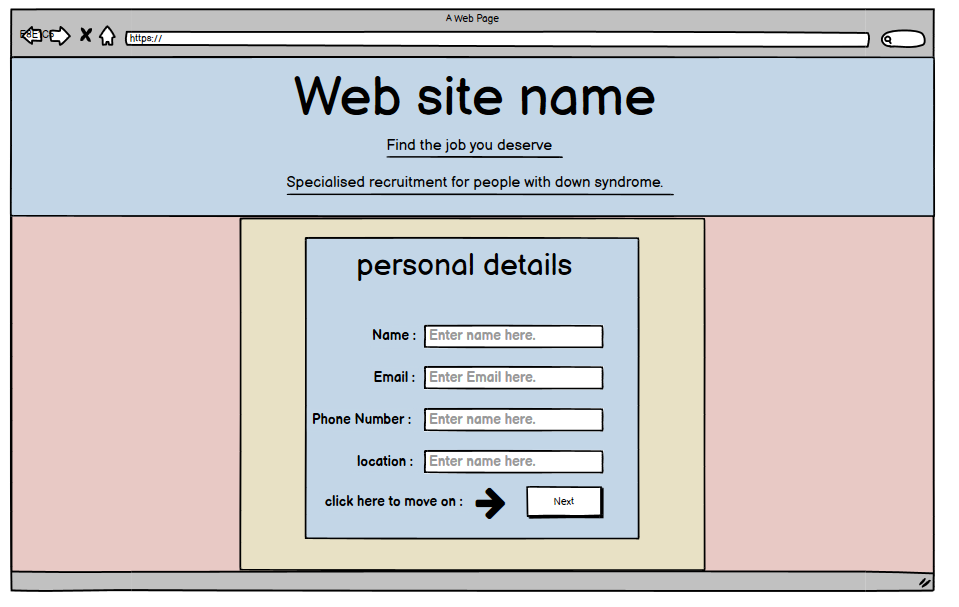 A Web Page
https://
Web site name
Find the job you deserve
Specialised recruitment for people with down syndrome.
personal details
Name : Enter name here.
Email : Enter Email here.
Phone Number : Enter name here.
location : Enter name here.
click here to move on : Next